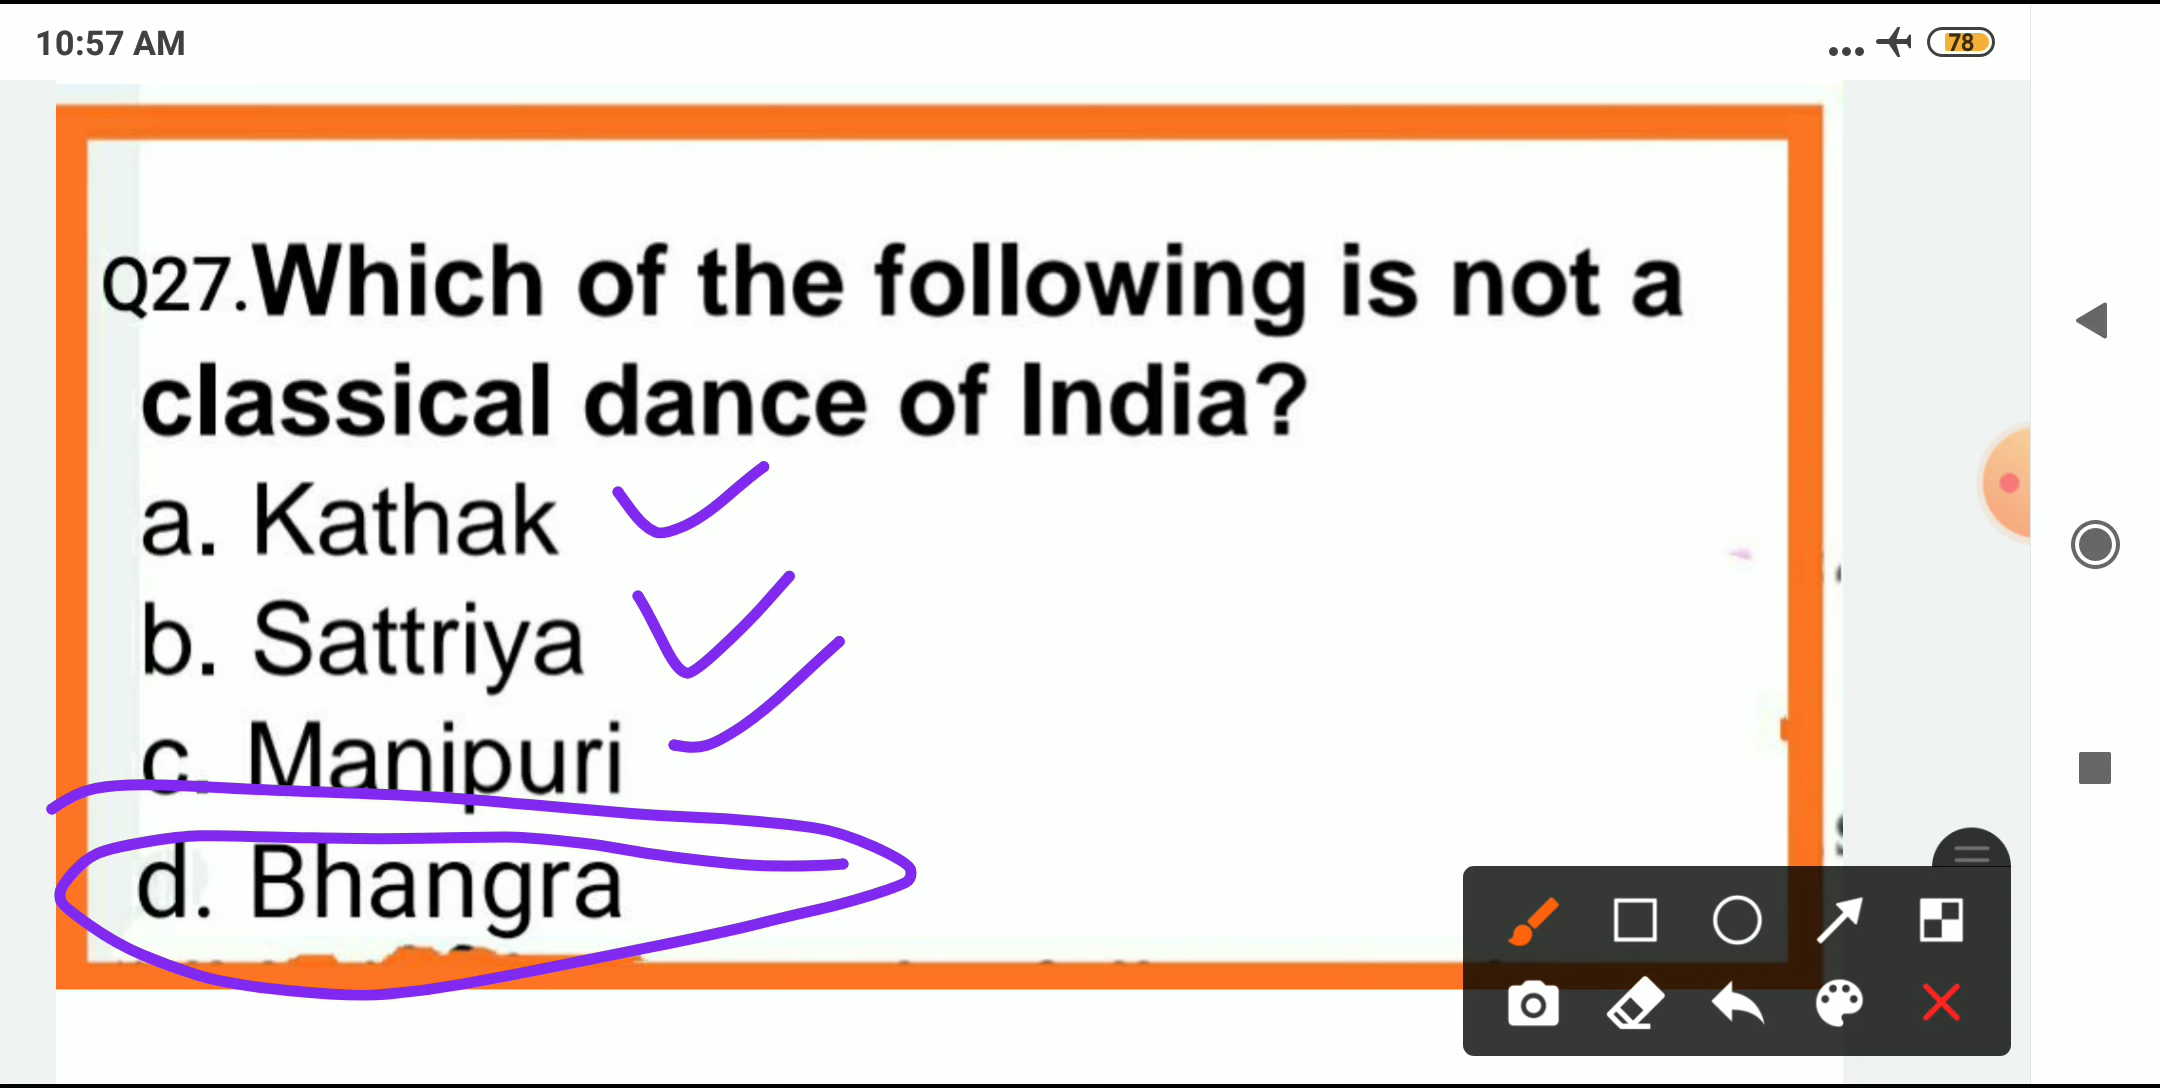 10:57 AM
78
Q27.Which of the following is not a
classical dance of India?
a. Kathak
b. Sattriya
c. Manipuri
d. Bhangra